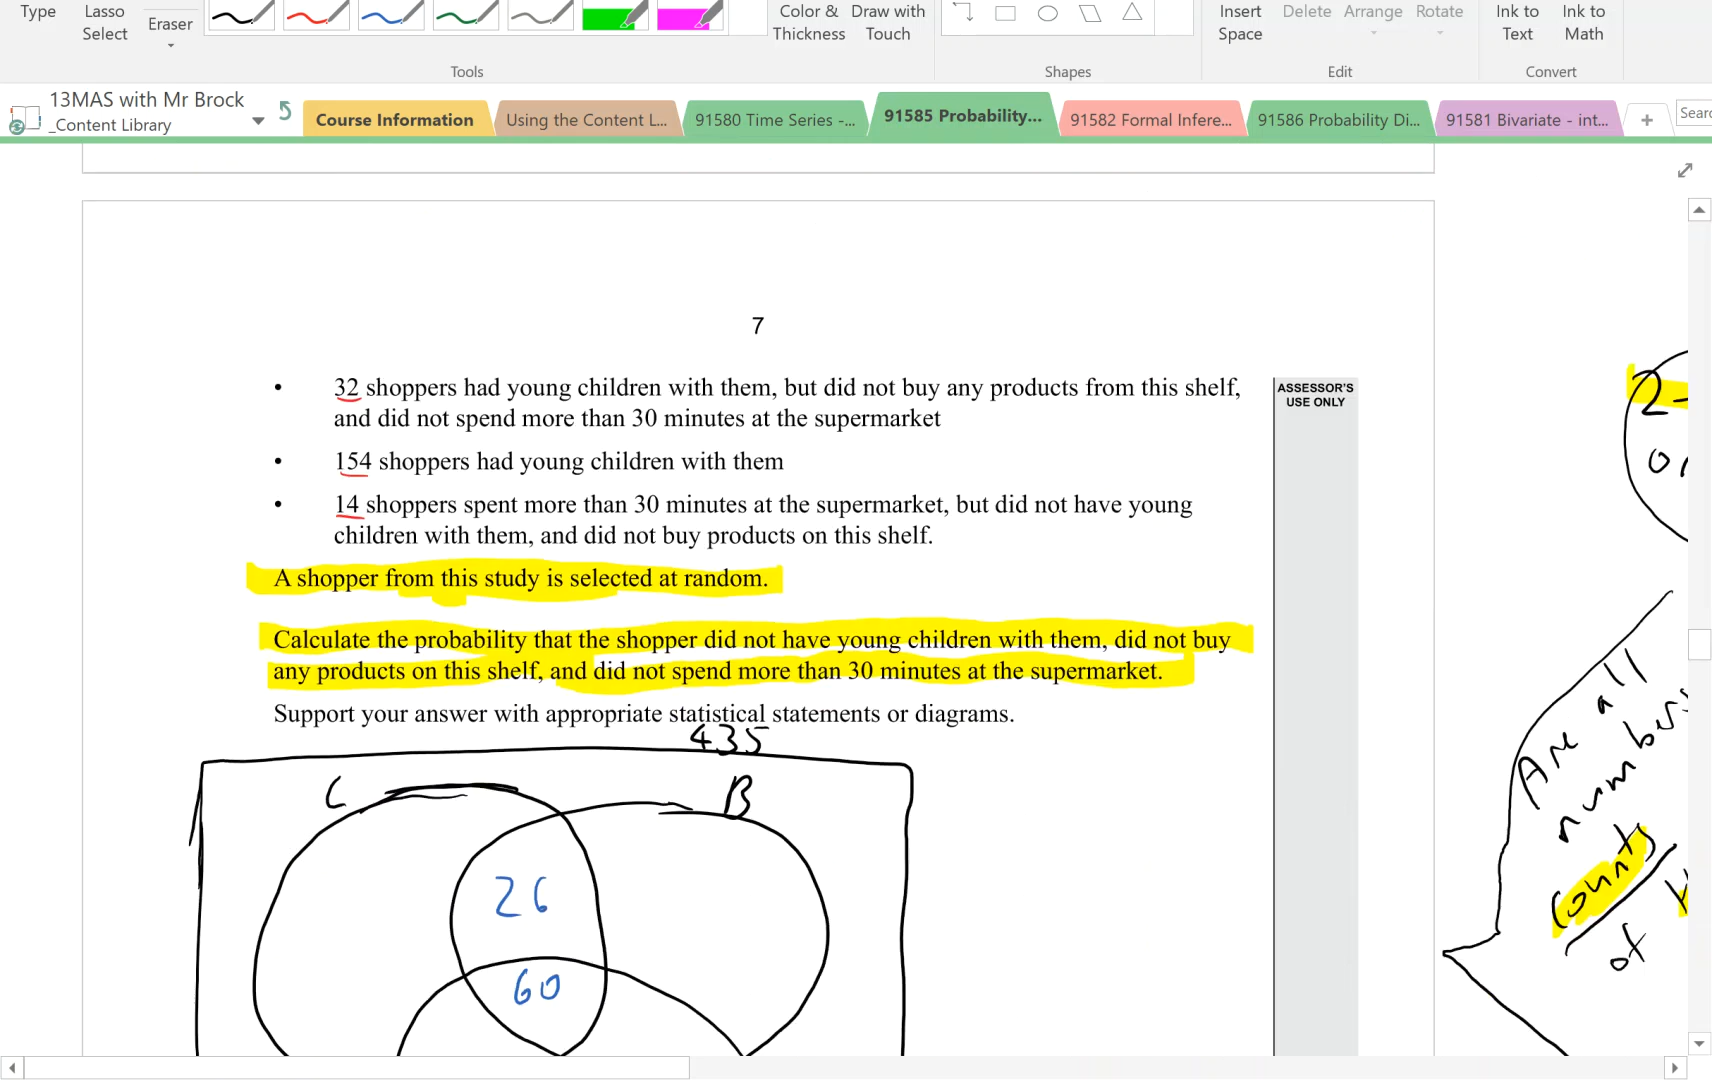 Type
Lasso
Select
Eraser
Color &
Thickness
Draw with
Touch
Insert
Space
Delete
Arrange
Rotate
Ink to
Text
Ink to
Math
Tools
Shapes
Edit
Convert
13MAS with Mr Brock
_Content Library
Course Information
Using the Content L...
91580 Time Series -...
91585 Probability...
91582 Formal Infere...
91586 Probability Di...
91581 Bivariate - int...
+
7
• 32 shoppers had young children with them, but did not buy any products from this shelf,
and did not spend more than 30 minutes at the supermarket
• 154 shoppers had young children with them
• 14 shoppers spent more than 30 minutes at the supermarket, but did not have young
children with them, and did not buy products on this shelf.
A shopper from this study is selected at random.
Calculate the probability that the shopper did not have young children with them, did not buy
any products on this shelf, and did not spend more than 30 minutes at the supermarket.
Support your answer with appropriate statistical statements or diagrams.
ASSESSOR'S
USE ONLY
435
C
B
26
60
2-
Are all
numbers
counts
of